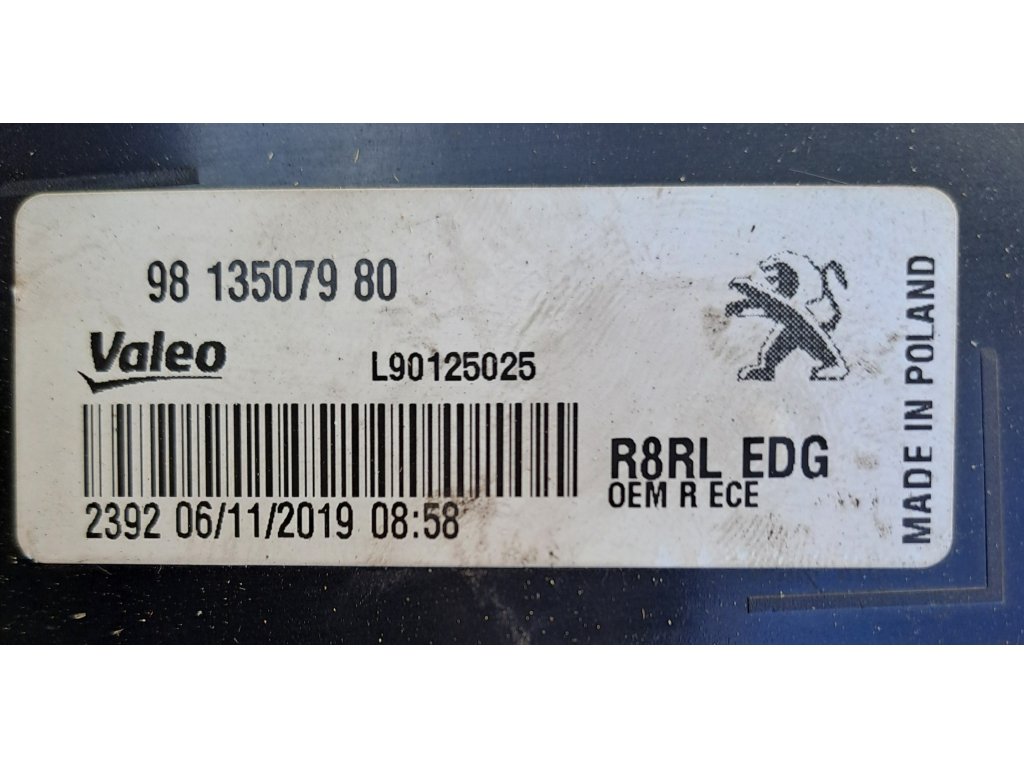 98 135079 80
Valeo
L90125025
R8RL EDG
OEM R ECE
2392 06/11/2019 08:58
MADE IN POLAND